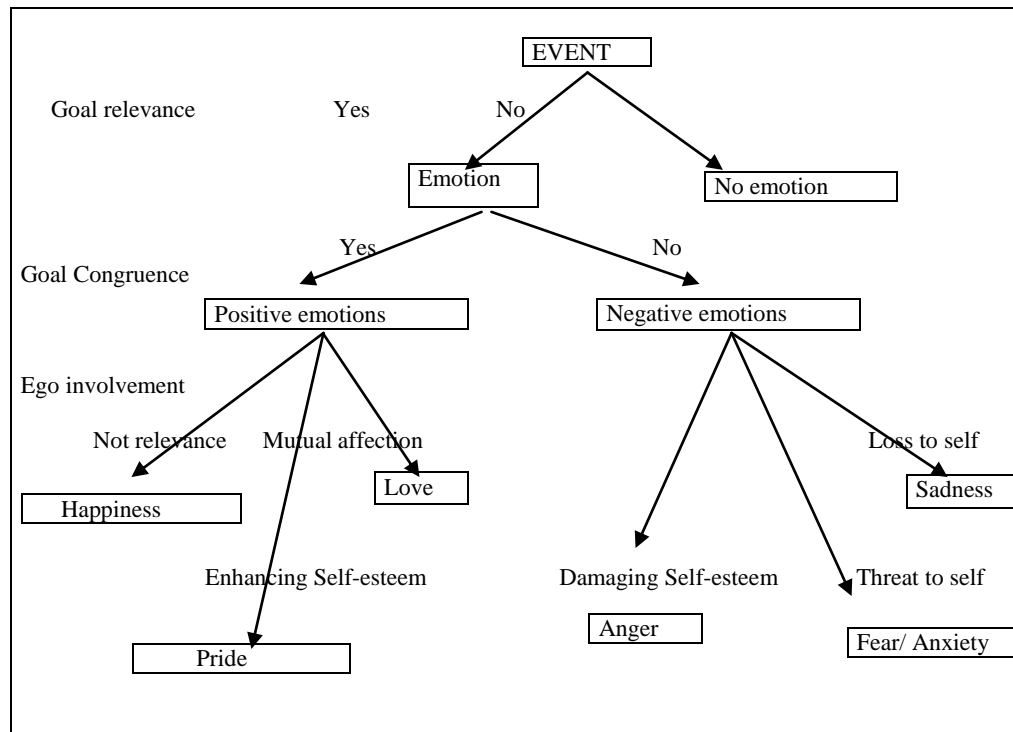 EVENT
Goal relevance Yes No
Emotion No emotion
Yes No
Goal Congruence
Positive emotions Negative emotions
Ego involvement
Not relevance Mutual affection Loss to self
Love Sadness
Happiness
Enhancing Self-esteem Damaging Self-esteem Threat to self
Anger
Pride Fear/ Anxiety